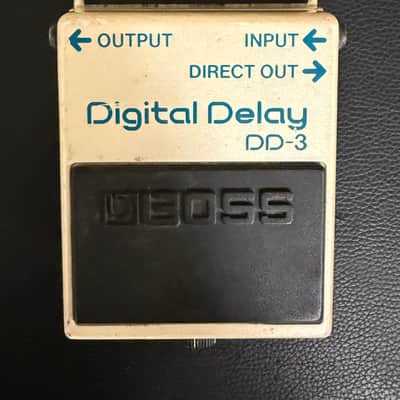 ← OUTPUT INPUT ←
DIRECT OUT →
Digital Delay
DD-3
BOSS